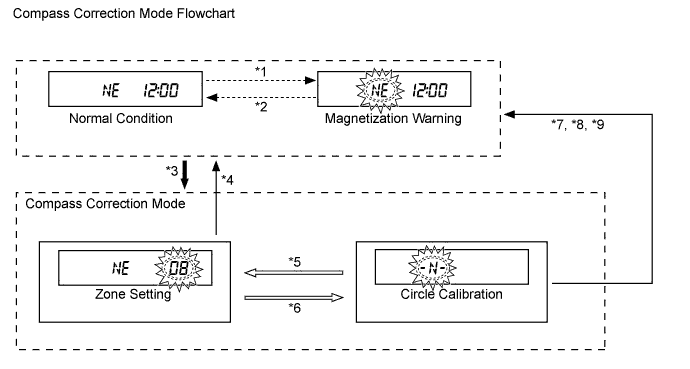 Compass Correction Mode Flowchart
NE 12:00
*1
NE 12:00
*2
Normal Condition
Magnetization Warning
*7, *8, *9
*3
*4
Compass Correction Mode
NE 08
*5
-N-
Zone Setting
*6
Circle Calibration